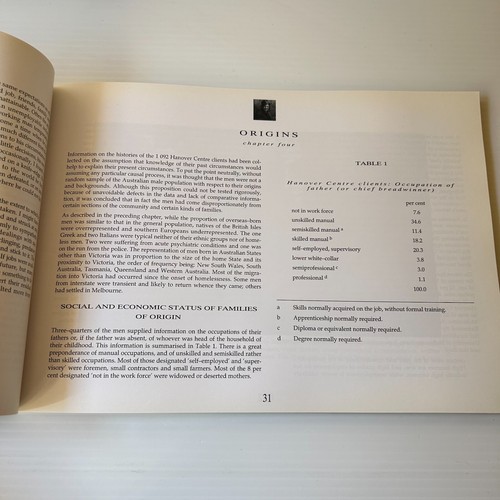 ORIGINS
chapter four
Information on the histories of the 1 092 Hanover Centre clients had been col-
lected on the assumption that knowledge of their past circumstances would
help to explain their present circumstances. To put the point neutrally, without
assuming any particular causal process, it was thought that the men were not a
random sample of the Australian male population with respect to their origins
and backgrounds. Although this proposition could not be tested rigorously,
because of unavoidable defects in the data and lack of comparative informa-
tion, it was concluded that in fact the men had come disproportionately from
certain sections of the community and certain kinds of families.
As described in the preceding chapter, while the proportion of overseas-born
men was similar to that in the general population, natives of the British Isles
were overrepresented and southern Europeans underrepresented. The one
Greek and two Italians were typical neither of their ethnic groups nor of home-
less men. Two were suffering from acute psychiatric conditions and one was
on the run from the police. The representation of men born in Australian States
other than Victoria was in proportion to the size of the home State and its
proximity to Victoria, the order of frequency being: New South Wales, South
Australia, Tasmania, Queensland and Western Australia. Most of the migra-
tion into Victoria had occurred since the onset of homelessness. Some men
from interstate were transient and likely to return whence they came; others
had settled in Melbourne.
SOCIAL AND ECONOMIC STATUS OF FAMILIES
OF ORIGIN
Three-quarters of the men supplied information on the occupations of their
fathers or, if the father was absent, of whoever was head of the household of
their childhood. This information is summarised in Table 1. There is a great
preponderance of manual occupations, and of unskilled and semiskilled rather
than skilled occupations. Most of those designated 'self-employed' and 'super-
visory' were foremen, small contractors and small farmers. Most of the 8 per
cent designated 'not in the work force' were widowed or deserted mothers.
TABLE 1
Hanover Centre clients: Occupation of
father (or chief breadwinner)
per cent
not in work force 7.6
unskilled manual 34.6
semiskilled manual a 11.4
skilled manual b 18.2
self-employed, supervisory 20.3
lower white-collar 3.8
semiprofessional c 3.0
professional d 1.1
100.0
a Skills normally acquired on the job, without formal training.
b Apprenticeship normally required.
c Diploma or equivalent normally required.
d Degree normally required.
31